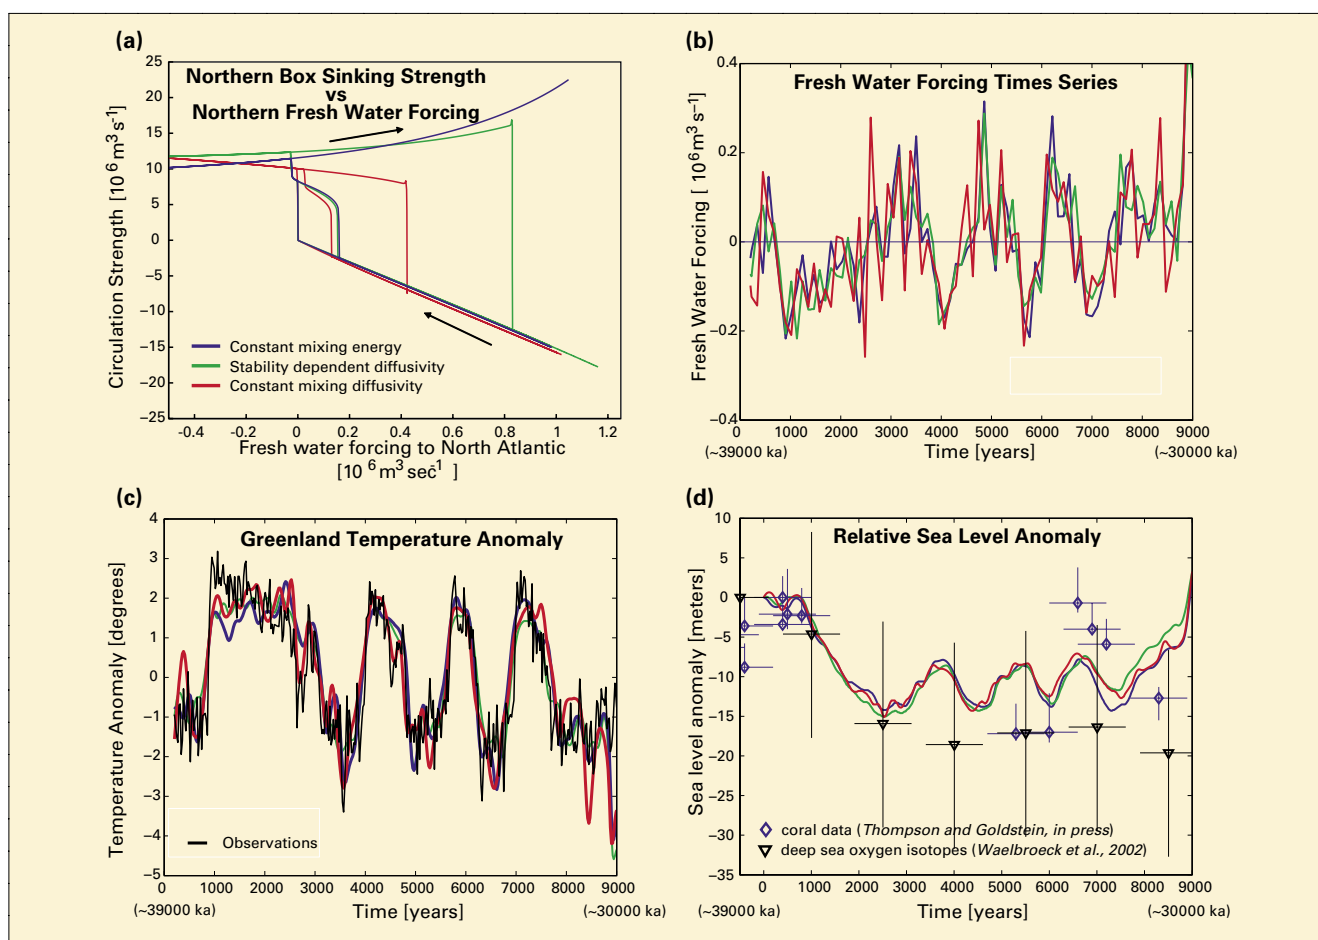 (a)
Northern Box Sinking Strength
vs
Northern Fresh Water Forcing
Circulation Strength [10 6 m3 s-1]
25
20
15
10
5
0
−5
−10
−15
−20
−25
Constant mixing energy
Stability dependent diffusivity
Constant mixing diffusivity
-0.4 -0.2 0 0.2 0.4 0.6 0.8 1 1.2
Fresh water forcing to North Atlantic
[10 6 m3 sec̄1 ]
(b)
Fresh Water Forcing Times Series
Fresh Water Forcing [ 106 m3 s–1]
0.4
0.2
0
−0.2
−0.4
0 1000 2000 3000 4000 5000 6000 7000 8000 9000
(~39000 ka) Time [years] (~30000 ka)
(c)
Greenland Temperature Anomaly
Temperature Anomaly [degrees]
4
3
2
1
0
−1
−2
−3
−4
−5
Observations
0 1000 2000 3000 4000 5000 6000 7000 8000 9000
(~39000 ka) Time [years] (~30000 ka)
(d)
Relative Sea Level Anomaly
Sea level anomaly [meters]
10
5
0
−5
−10
−15
−20
−25
−30
−35
coral data (Thompson and Goldstein, in press)
deep sea oxygen isotopes (Waelbroeck et al., 2002)
0 1000 2000 3000 4000 5000 6000 7000 8000 9000
(~39000 ka) Time [years] (~30000 ka)